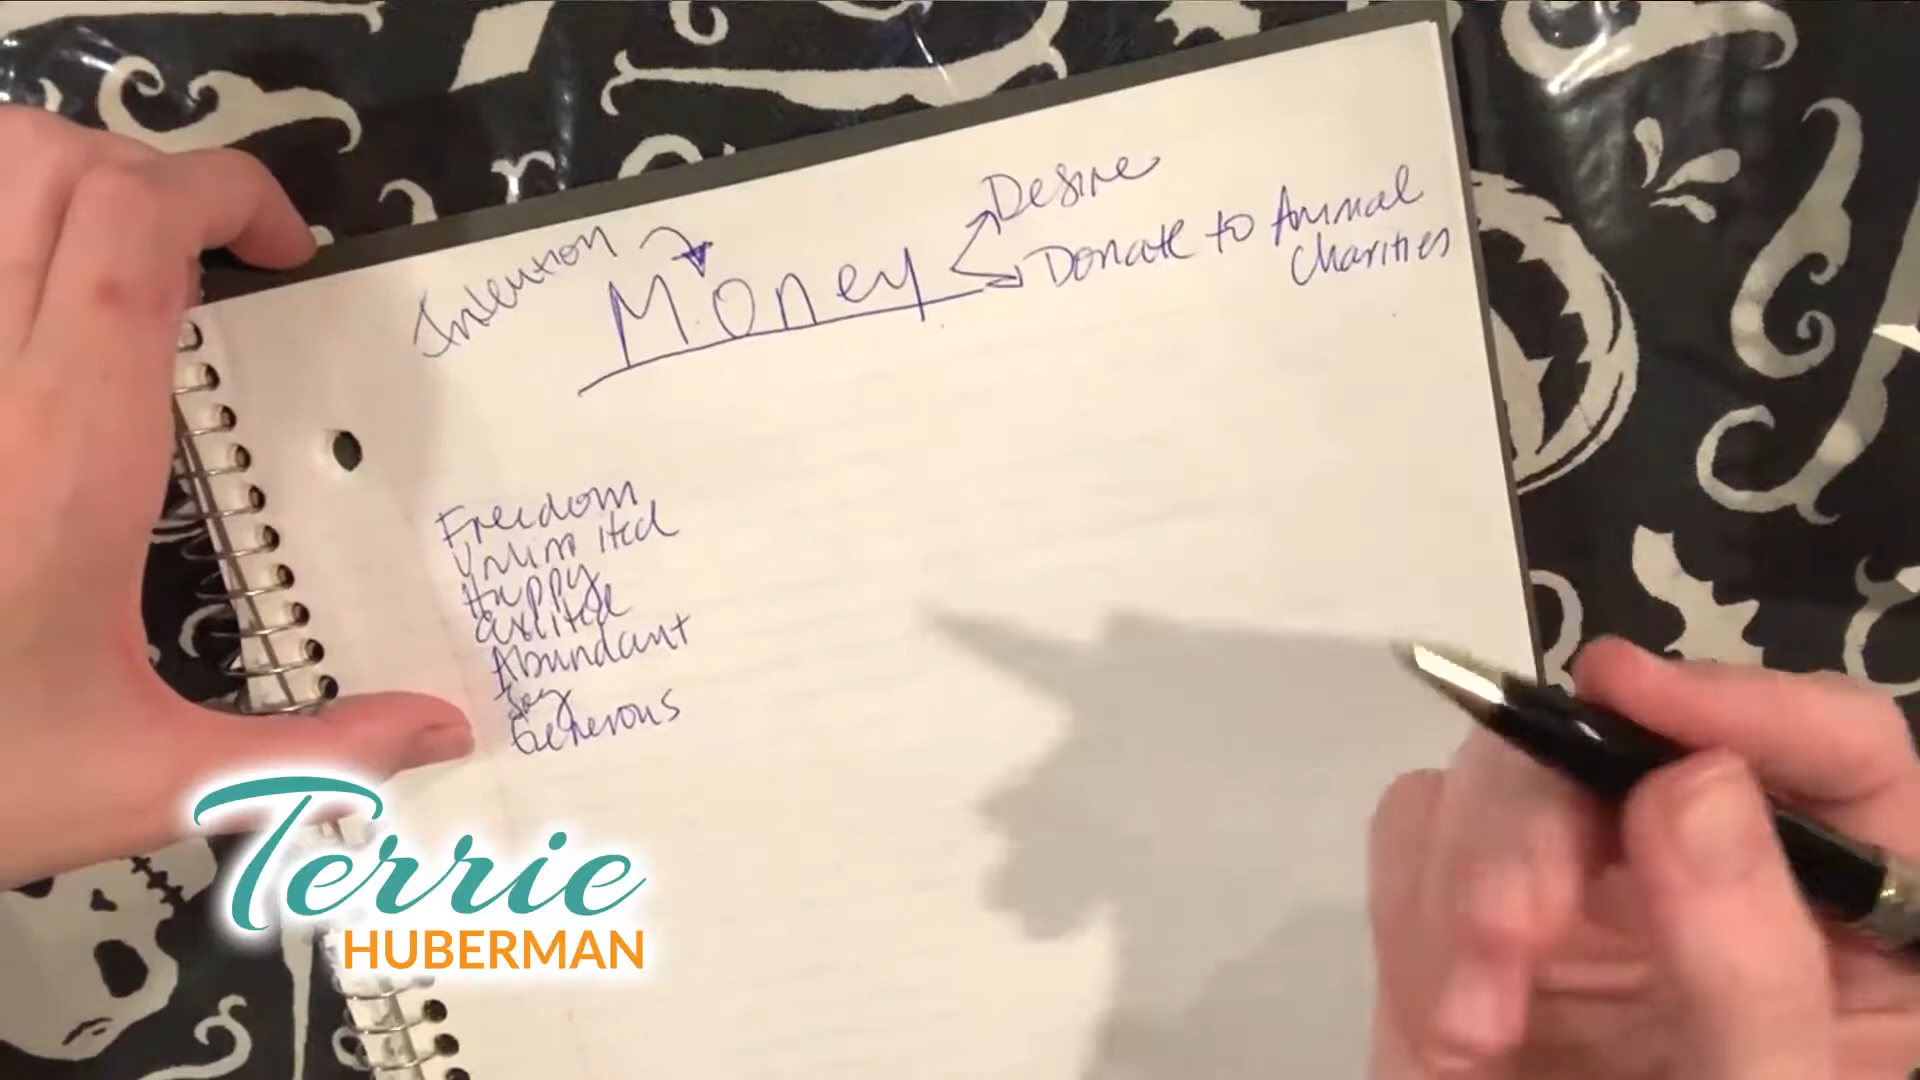 Intention
Money
Desire
Donate to Animal
Charities
Freedom
Unlimited
Happy
Excited
Abundant
Joy
Generous
Terrie
HUBERMAN